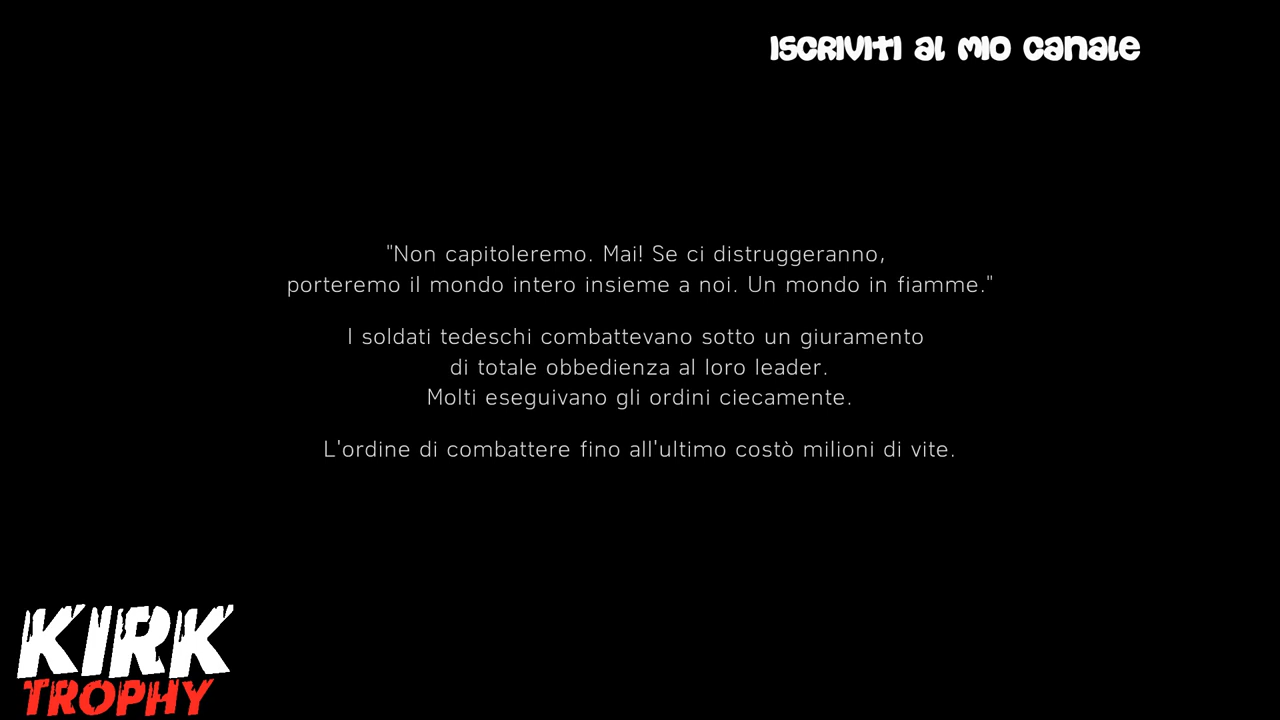 ISCRIVITI AL MIO CANALE
"Non capitoleremo. Mai! Se ci distruggeranno,
porteremo il mondo intero insieme a noi. Un mondo in fiamme."
I soldati tedeschi combattevano sotto un giuramento
di totale obbedienza al loro leader.
Molti eseguivano gli ordini ciecamente.
L'ordine di combattere fino all'ultimo costò milioni di vite.
KIRK
TROPHY